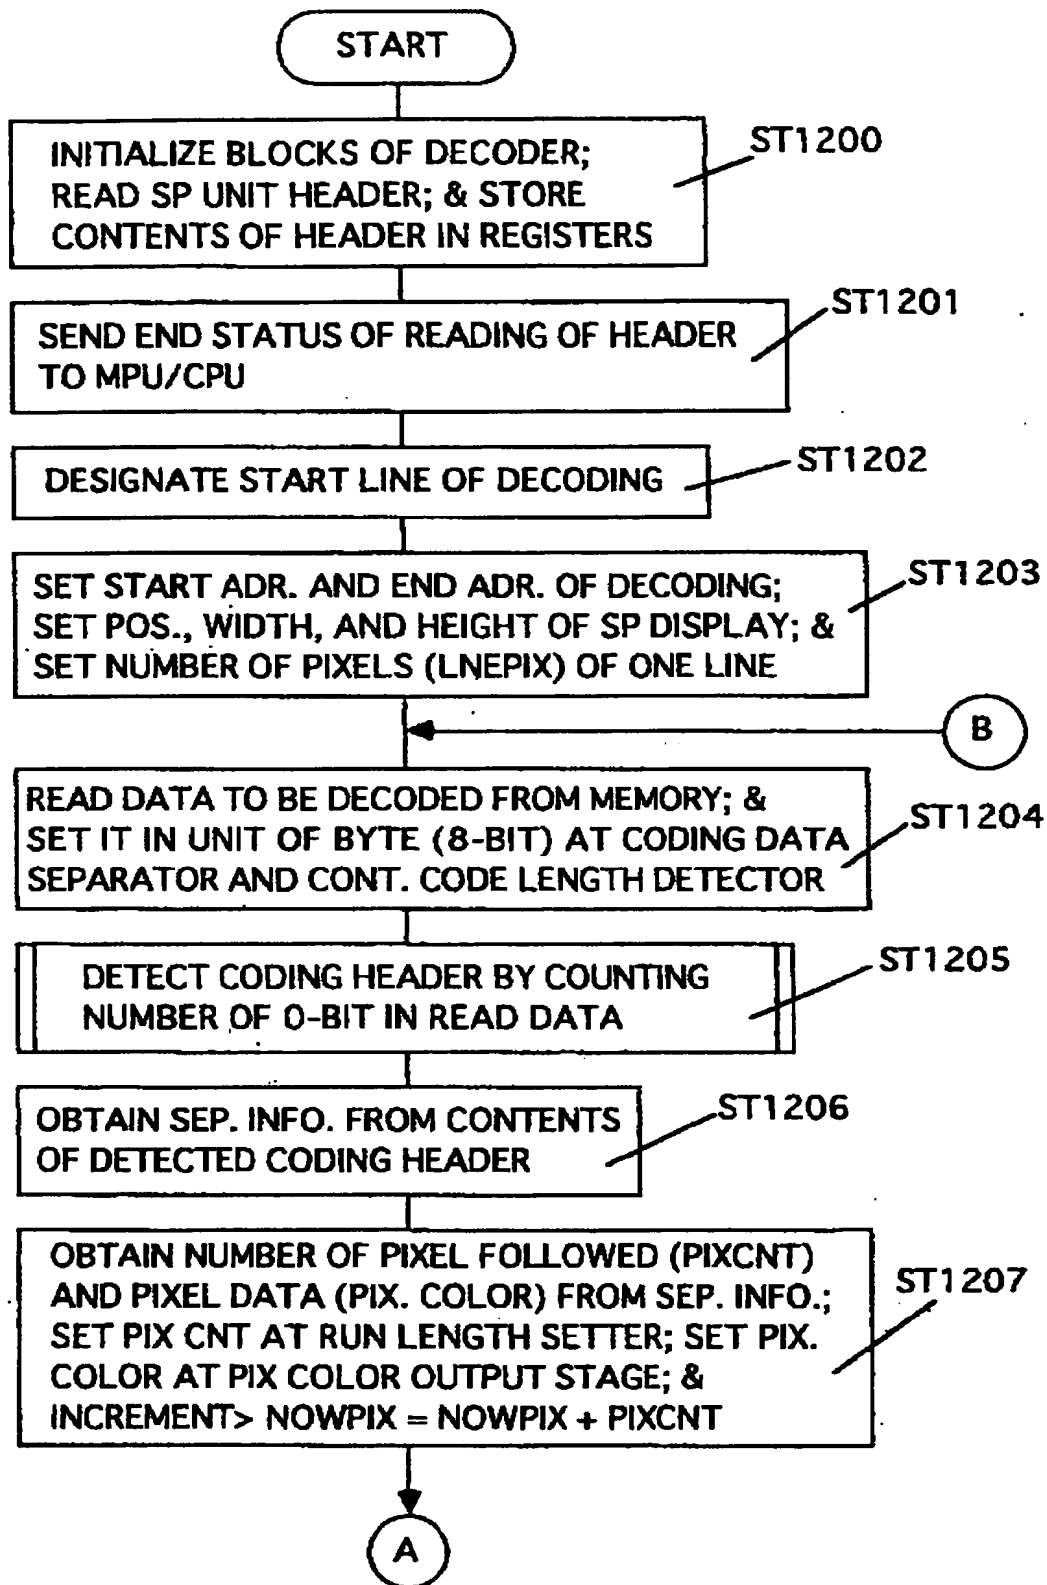 START
INITIALIZE BLOCKS OF DECODER;
READ SP UNIT HEADER; & STORE
CONTENTS OF HEADER IN REGISTERS
ST1200
SEND END STATUS OF READING OF HEADER
TO MPU/CPU
ST1201
DESIGNATE START LINE OF DECODING
ST1202
SET START ADR. AND END ADR. OF DECODING;
SET POS., WIDTH, AND HEIGHT OF SP DISPLAY; &
SET NUMBER OF PIXELS (LNEPIX) OF ONE LINE
ST1203
B
READ DATA TO BE DECODED FROM MEMORY; &
SET IT IN UNIT OF BYTE (8-BIT) AT CODING DATA
SEPARATOR AND CONT. CODE LENGTH DETECTOR
ST1204
DETECT CODING HEADER BY COUNTING
NUMBER OF 0-BIT IN READ DATA
ST1205
OBTAIN SEP. INFO. FROM CONTENTS
OF DETECTED CODING HEADER
ST1206
OBTAIN NUMBER OF PIXEL FOLLOWED (PIXCNT)
AND PIXEL DATA (PIX. COLOR) FROM SEP. INFO.;
SET PIX CNT AT RUN LENGTH SETTER; SET PIX.
COLOR AT PIX COLOR OUTPUT STAGE; &
INCREMENT> NOWPIX = NOWPIX + PIXCNT
ST1207
A